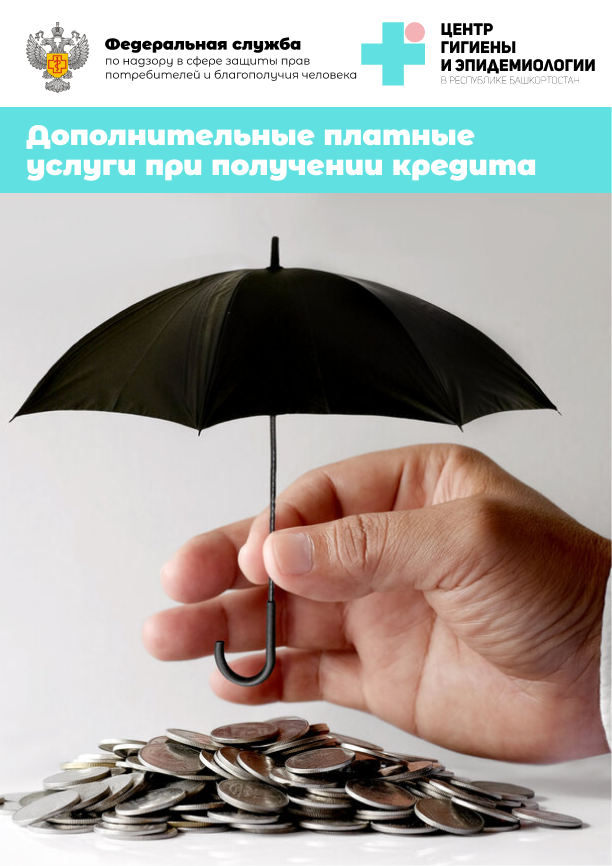 Федеральная служба
по надзору в сфере защиты прав
потребителей и благополучия человека
ЦЕНТР
ГИГИЕНЫ
И ЭПИДЕМИОЛОГИИ
В РЕСПУБЛИКЕ БАШКОРТОСТАН
Дополнительные платные
услуги при получении кредита